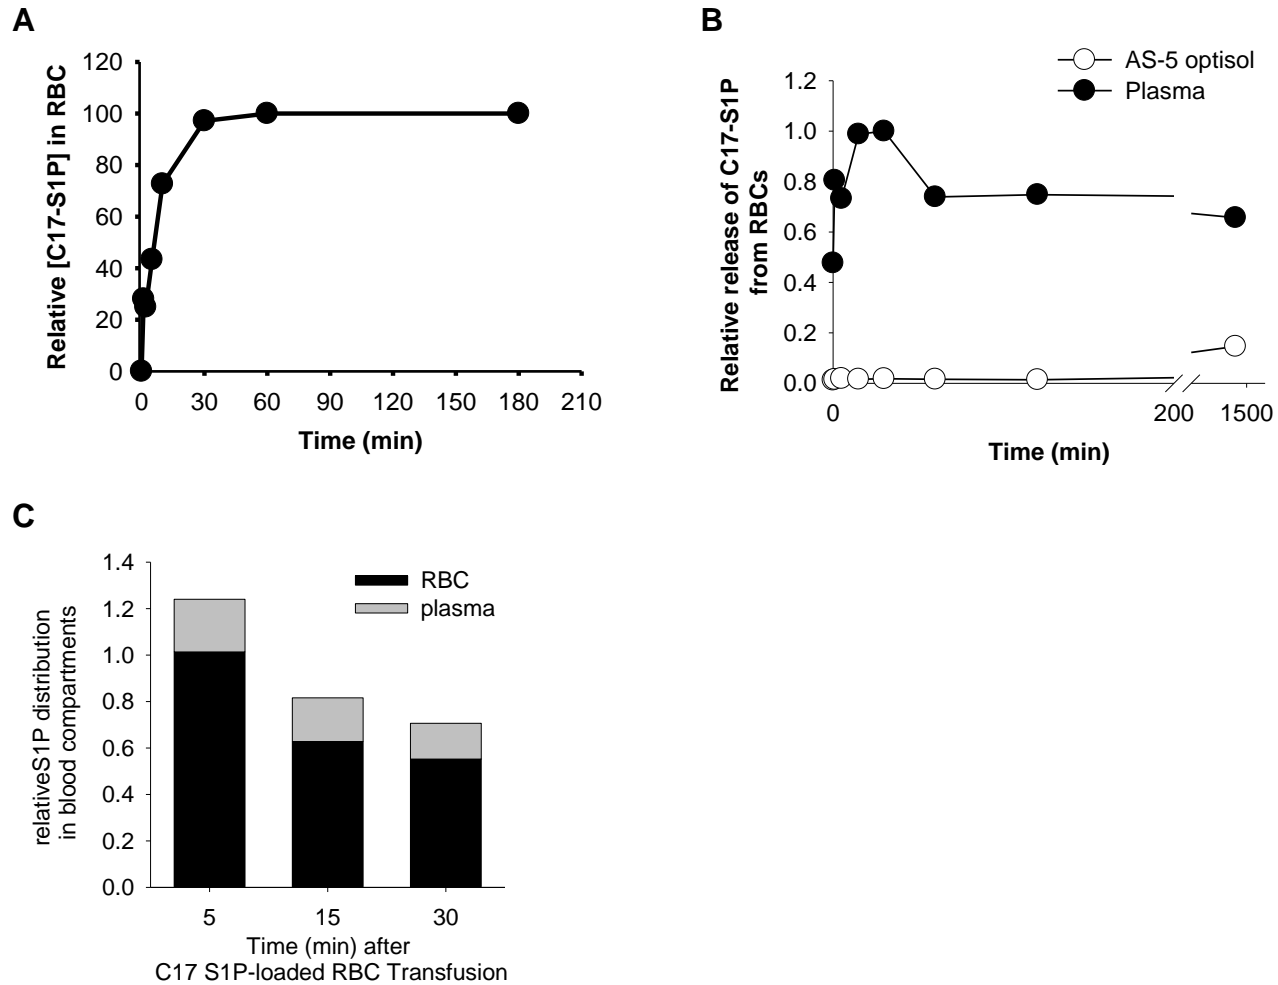 A
Relative [C17-S1P] in RBC
120
100
80
60
40
20
0
0 30 60 90 120 150 180 210
Time (min)
B
AS-5 optisol
Plasma
Relative release of C17-S1P
from RBCs
1.2
1.0
0.8
0.6
0.4
0.2
0.0
0 200 1500
Time (min)
C
RBC
plasma
relativeS1P distribution
in blood compartments
1.4
1.2
1.0
0.8
0.6
0.4
0.2
0.0
5 15 30
Time (min) after
C17 S1P-loaded RBC Transfusion